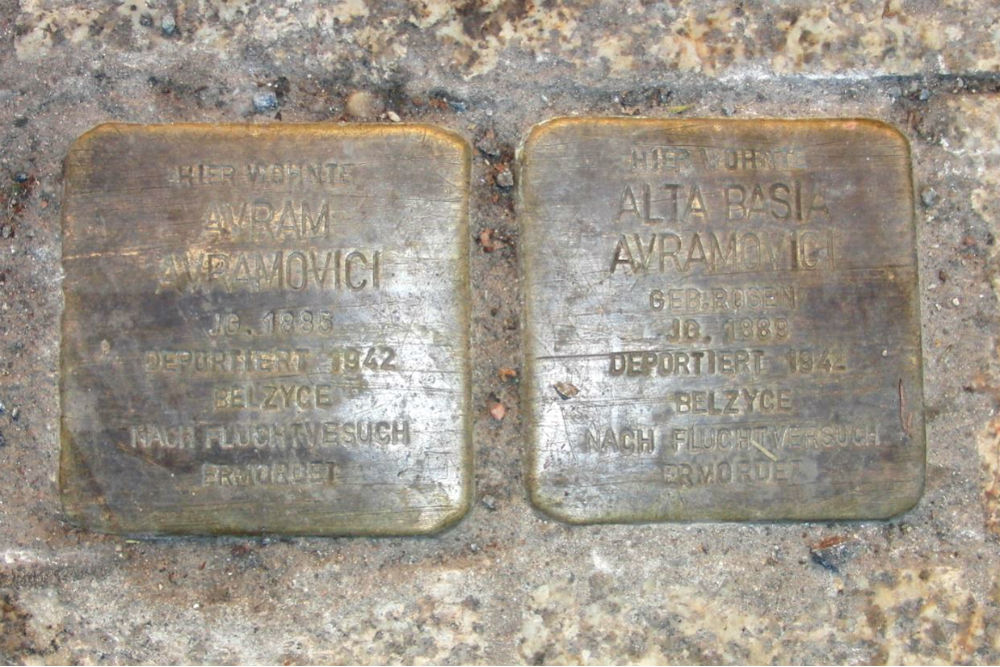 HIER WOHNTE
AVRAM
AVRAMOVICI
JG. 1885
DEPORTIERT 1942
BELZYCE
NACH FLUCHTVESUCH
ERMORDET
HIER WOHNTE
ALTA BASIA
AVRAMOVICI
GEB. ROSEN
JG. 1889
DEPORTIERT 1942
BELZYCE
NACH FLUCHTVERSUCH
ERMORDET